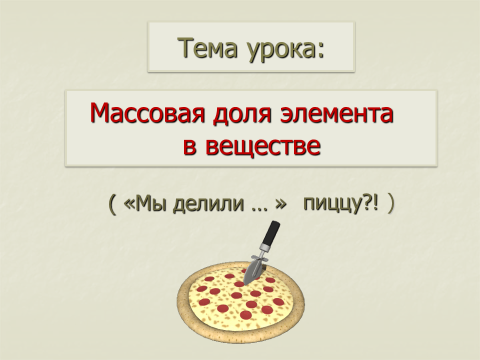 Тема урока:
Массовая доля элемента
в веществе
( «Мы делили ... » пиццу?! )